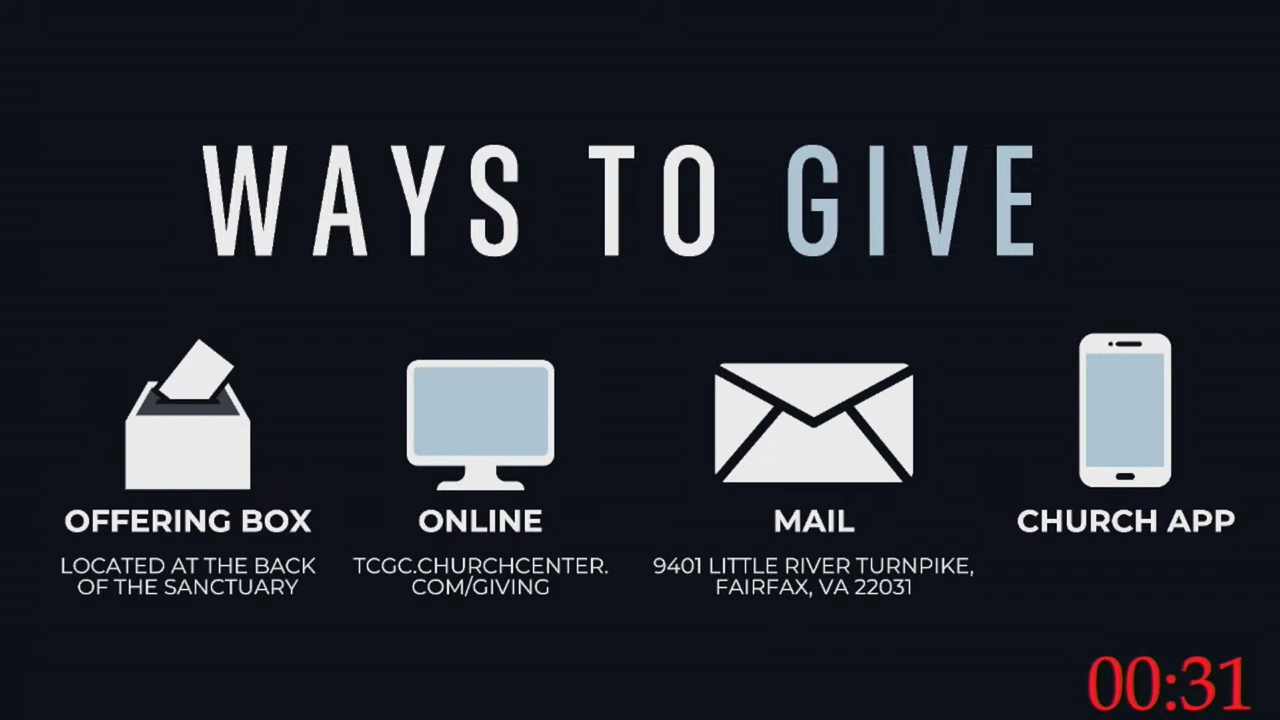 WAYS TO GIVE
OFFERING BOX
LOCATED AT THE BACK
OF THE SANCTUARY
ONLINE
TCGC.CHURCHCENTER.
COM/GIVING
MAIL
9401 LITTLE RIVER TURNPIKE,
FAIRFAX, VA 22031
CHURCH APP
00:31